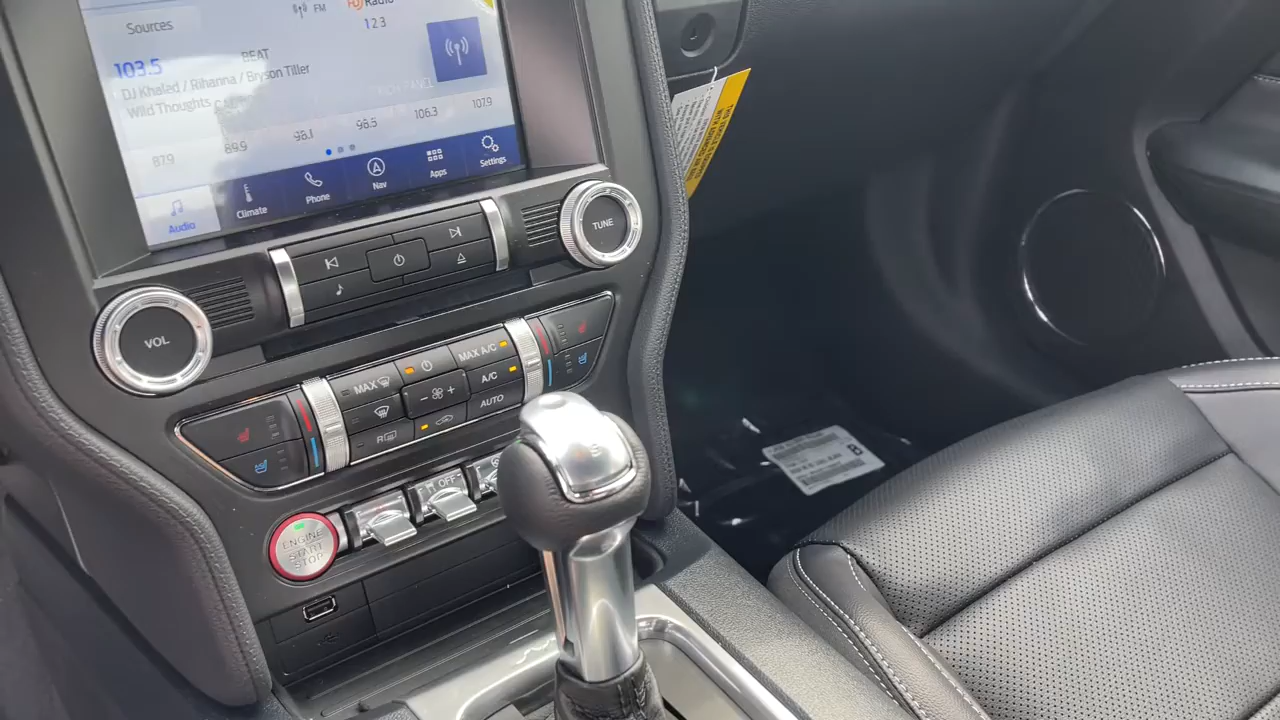 Sources
FM
Radio
1 2 3
103.5
BEAT
DJ Khaled / Rihanna / Bryson Tiller
Wild Thoughts
87.9 89.9 98.1 98.5 106.3 107.9
Audio Climate Phone Nav Apps Settings
TUNE
VOL
MAX
MAX A/C
A/C
R
AUTO
OFF
ENGINE
START
STOP
S
B